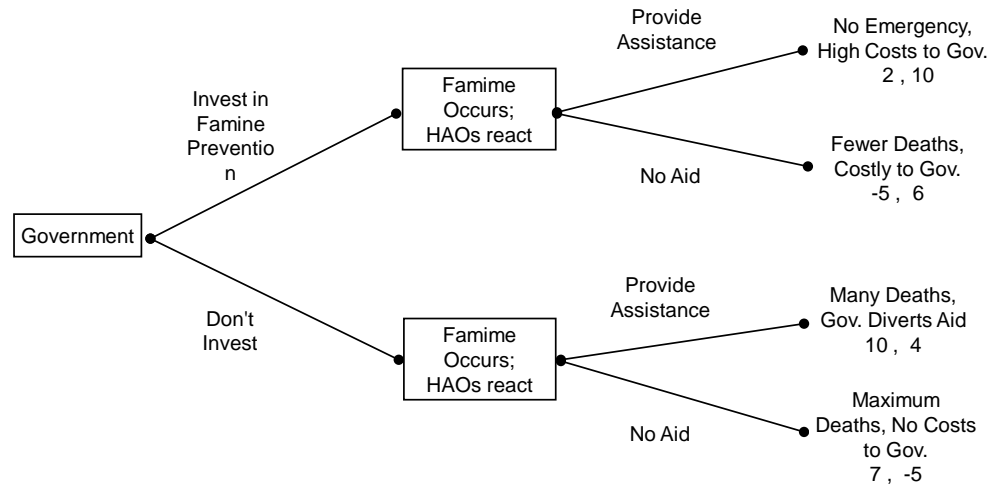 Provide
Assistance
No Emergency,
High Costs to Gov.
2 , 10
Invest in
Famine
Preventio
n
Famime
Occurs;
HAOs react
No Aid
Fewer Deaths,
Costly to Gov.
-5 , 6
Government
Don't
Invest
Famime
Occurs;
HAOs react
Provide
Assistance
Many Deaths,
Gov. Diverts Aid
10 , 4
No Aid
Maximum
Deaths, No Costs
to Gov.
7 , -5